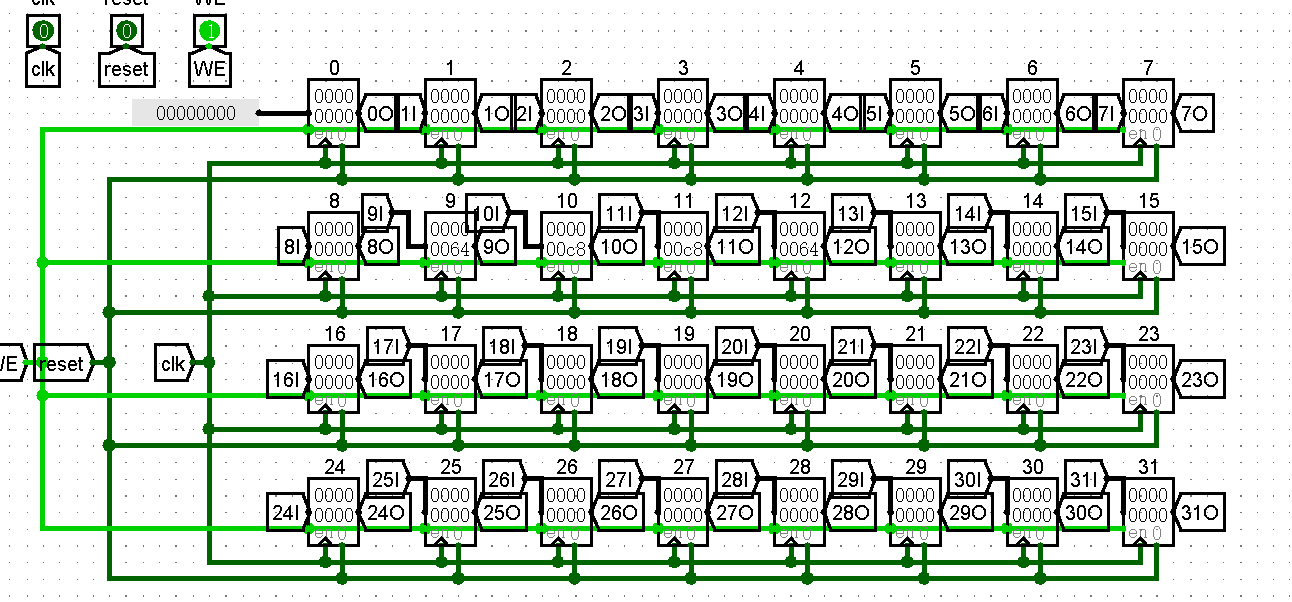 clk reset WE
0 0 1
clk reset WE
0 1 2 3 4 5 6 7
0000 0000 0000 0000 0000 0000 0000 0000
00000000 0000 0O 1I 0000 1O 2I 0000 2O 3I 0000 3O 4I 0000 4O 5I 0000 5O 6I 0000 6O 7I 0000 7O
en 0 en 0 en 0 en 0 en 0 en 0 en 0 en 0
8 9I 9 10I 10 11I 11 12I 12 13I 13 14I 14 15I 15
0000 0000 0000 0000 0000 0000 0000 0000
8I 0000 8O 0064 9O 00c8 10O 00c8 11O 0064 12O 0000 13O 0000 14O 0000 15O
en 0 en 0 en 0 en 0 en 0 en 0 en 0 en 0
16 17I 17 18I 18 19I 19 20I 20 21I 21 22I 22 23I 23
0000 0000 0000 0000 0000 0000 0000 0000
WE reset clk 16I 0000 16O 0000 17O 0000 18O 0000 19O 0000 20O 0000 21O 0000 22O 0000 23O
en 0 en 0 en 0 en 0 en 0 en 0 en 0 en 0
24 25I 25 26I 26 27I 27 28I 28 29I 29 30I 30 31I 31
0000 0000 0000 0000 0000 0000 0000 0000
24I 0000 24O 0000 25O 0000 26O 0000 27O 0000 28O 0000 29O 0000 30O 0000 31O
en 0 en 0 en 0 en 0 en 0 en 0 en 0 en 0